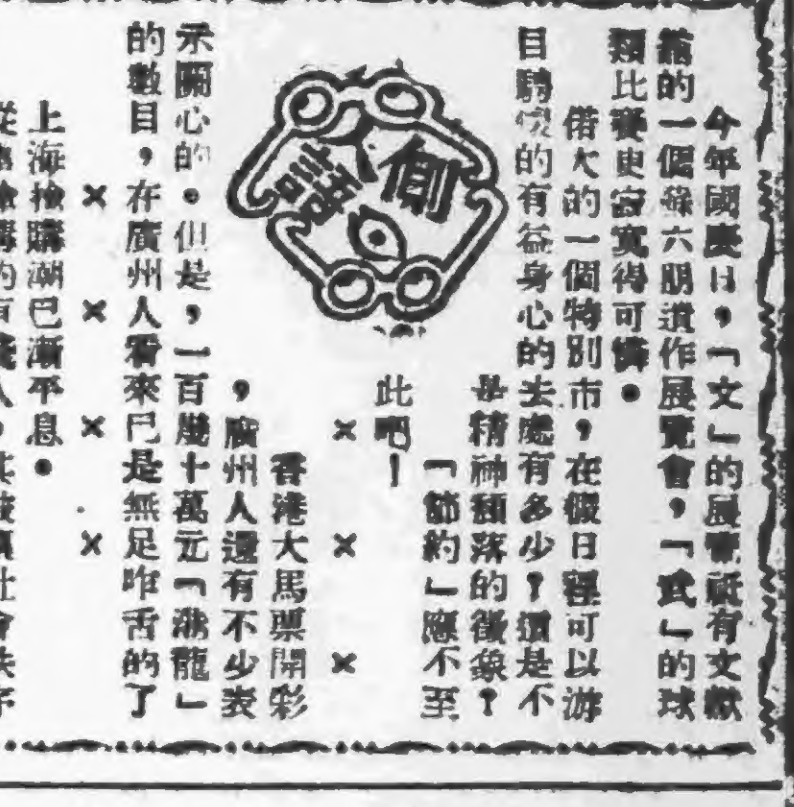 今年國慶日，「文」的展覽祗有文獻
館的一個蘇六朋遺作展覽會，「武」的球
類比賽更寂寞得可憐。
偌大的一個特別市，在假日裡可以游
目騁懷的有益身心的去處有多少？這是不
是精神頹落的徵象？
「節約」應不至
此吧！
× × ×
香港大馬票開彩
，廣州人還有不少表
示關心的。但是，一百幾十萬元「潮龍」
的數目，在廣州人看來已是無足咋舌的了
× × × ×
上海搶購潮已漸平息。
側
語